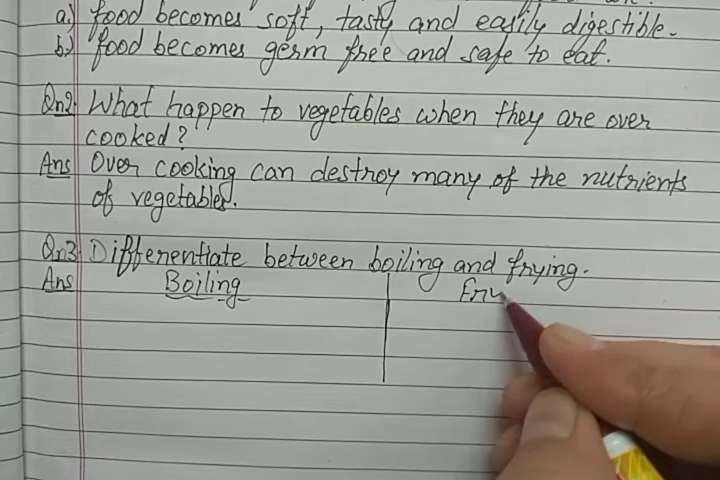 a) food becomes soft, tasty and easily digestible.
b) food becomes germ free and safe to eat.
Qn2. What happen to vegetables when they are over
cooked?
Ans Over cooking can destroy many of the nutrients
of vegetables.
Qn3. Differentiate between boiling and frying.
Ans Boiling Fry